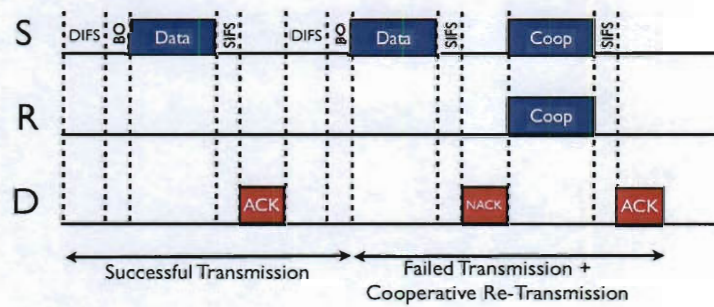 S DIFS BO Data SIFS DIFS BO Data SIFS Coop SIFS
R Coop
D ACK NACK ACK
Successful Transmission
Failed Transmission +
Cooperative Re-Transmission